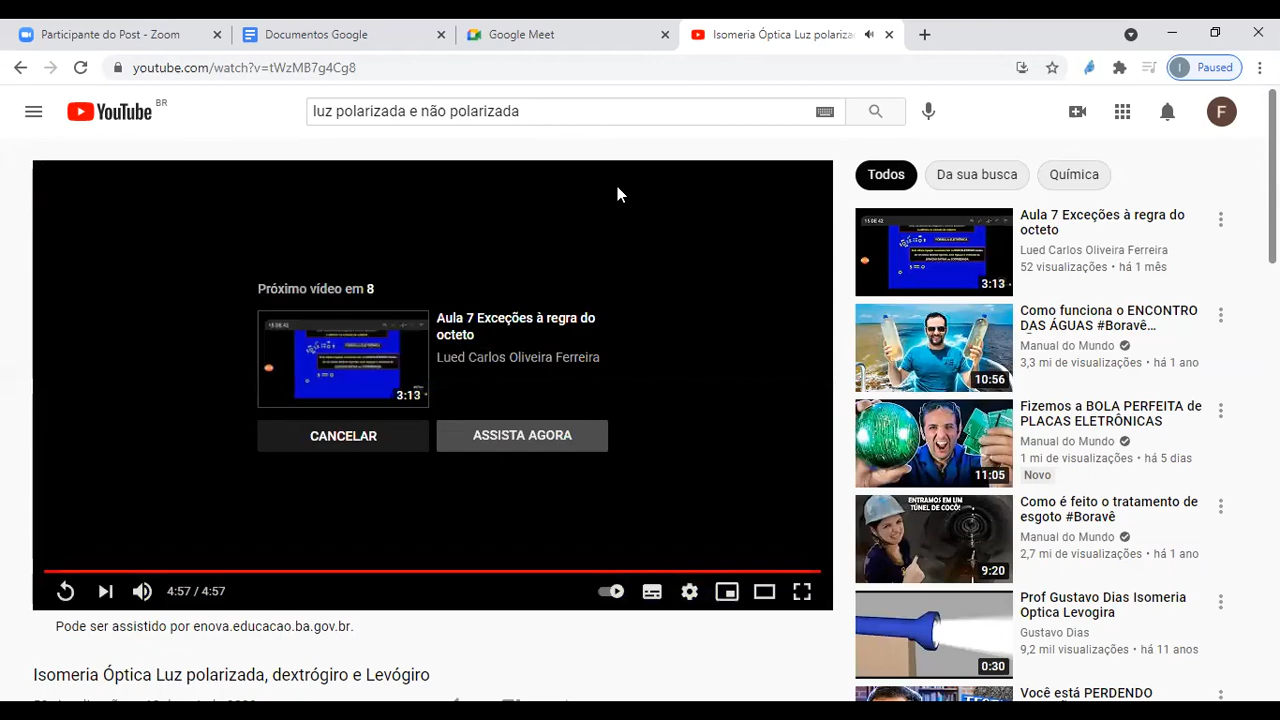 Participante do Post - Zoom
Documentos Google
Google Meet
Isomeria Óptica Luz polariza
youtube.com/watch?v=tWzMB7g4Cg8
I
Paused
YouTube BR
luz polarizada e não polarizada
F
Próximo vídeo em 8
Aula 7 Exceções à regra do
octeto
Lued Carlos Oliveira Ferreira
3:13
CANCELAR
ASSISTA AGORA
4:57 / 4:57
Pode ser assistido por enova.educacao.ba.gov.br.
Isomeria Óptica Luz polarizada, dextrógiro e Levógiro
Todos
Da sua busca
Química
Aula 7 Exceções à regra do
octeto
Lued Carlos Oliveira Ferreira
52 visualizações • há 1 mês
3:13
Como funciona o ENCONTRO
DAS ÁGUAS #Boravê…
Manual do Mundo
3,3 mi de visualizações • há 1 ano
10:56
Fizemos a BOLA PERFEITA de
PLACAS ELETRÔNICAS
Manual do Mundo
1 mi de visualizações • há 5 dias
Novo
11:05
ENTRAMOS EM UM
TÚNEL DE COCÔ!
Como é feito o tratamento de
esgoto #Boravê
Manual do Mundo
2,7 mi de visualizações • há 1 ano
9:20
Prof Gustavo Dias Isomeria
Optica Levogira
Gustavo Dias
9,2 mil visualizações • há 11 anos
0:30
Você está PERDENDO